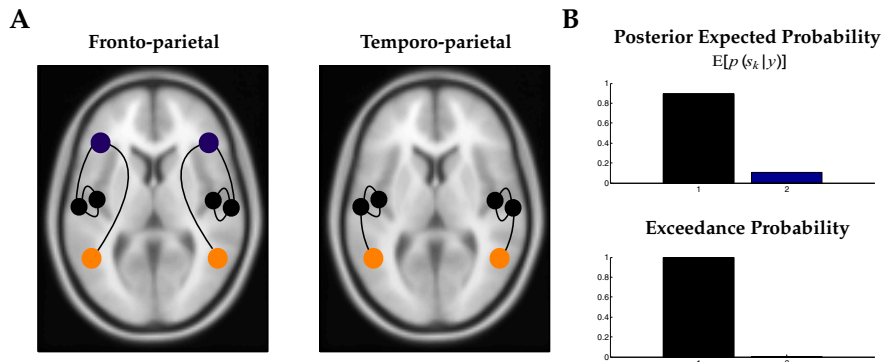 A
B
Fronto-parietal
Temporo-parietal
Posterior Expected Probability
E[p (sk|y)]
1
0.8
0.6
0.4
0.2
0
1
2
Exceedance Probability
1
0.8
0.6
0.4
0.2
0
1